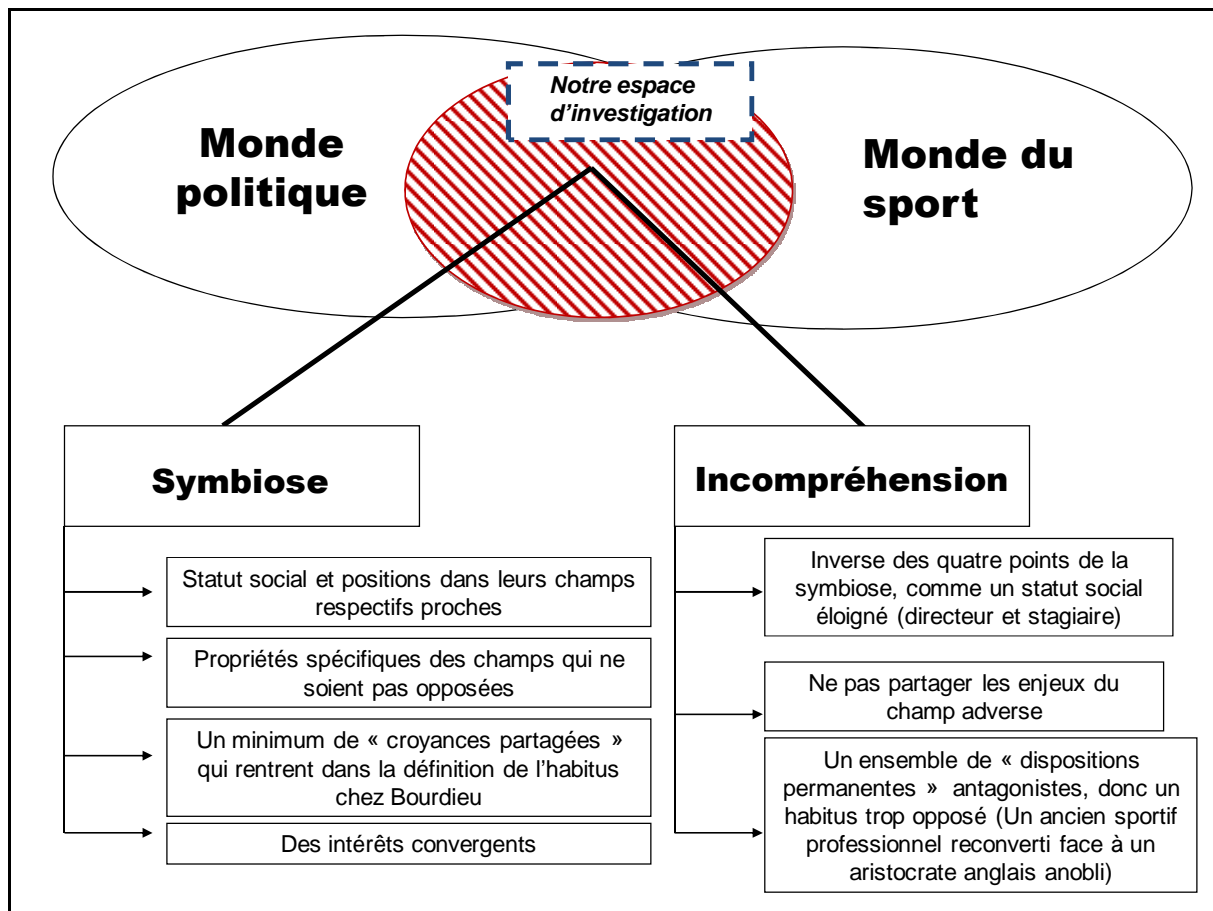 Notre espace
d'investigation
Monde
politique
Monde du
sport
Symbiose
Statut social et positions dans leurs champs
respectifs proches
Propriétés spécifiques des champs qui ne
soient pas opposées
Un minimum de « croyances partagées »
qui rentrent dans la définition de l'habitus
chez Bourdieu
Des intérêts convergents
Incompréhension
Inverse des quatre points de la
symbiose, comme un statut social
éloigné (directeur et stagiaire)
Ne pas partager les enjeux du
champ adverse
Un ensemble de « dispositions
permanentes » antagonistes, donc un
habitus trop opposé (Un ancien sportif
professionnel reconverti face à un
aristocrate anglais anobli)